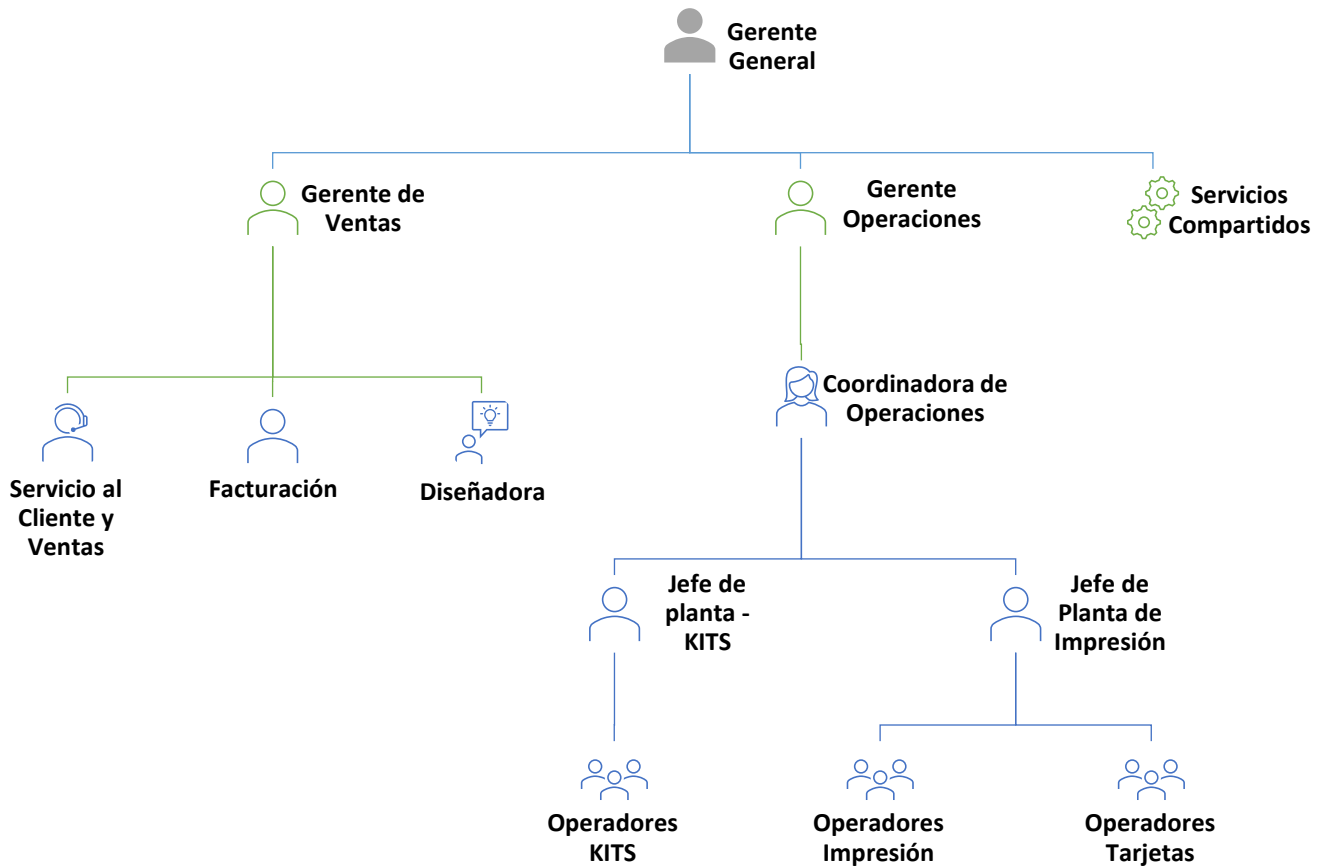 Gerente
General
Gerente de
Ventas
Gerente
Operaciones
Servicios
Compartidos
Coordinadora de
Operaciones
Servicio al
Cliente y
Ventas
Facturación
Diseñadora
Jefe de
planta -
KITS
Jefe de
Planta de
Impresión
Operadores
KITS
Operadores
Impresión
Operadores
Tarjetas